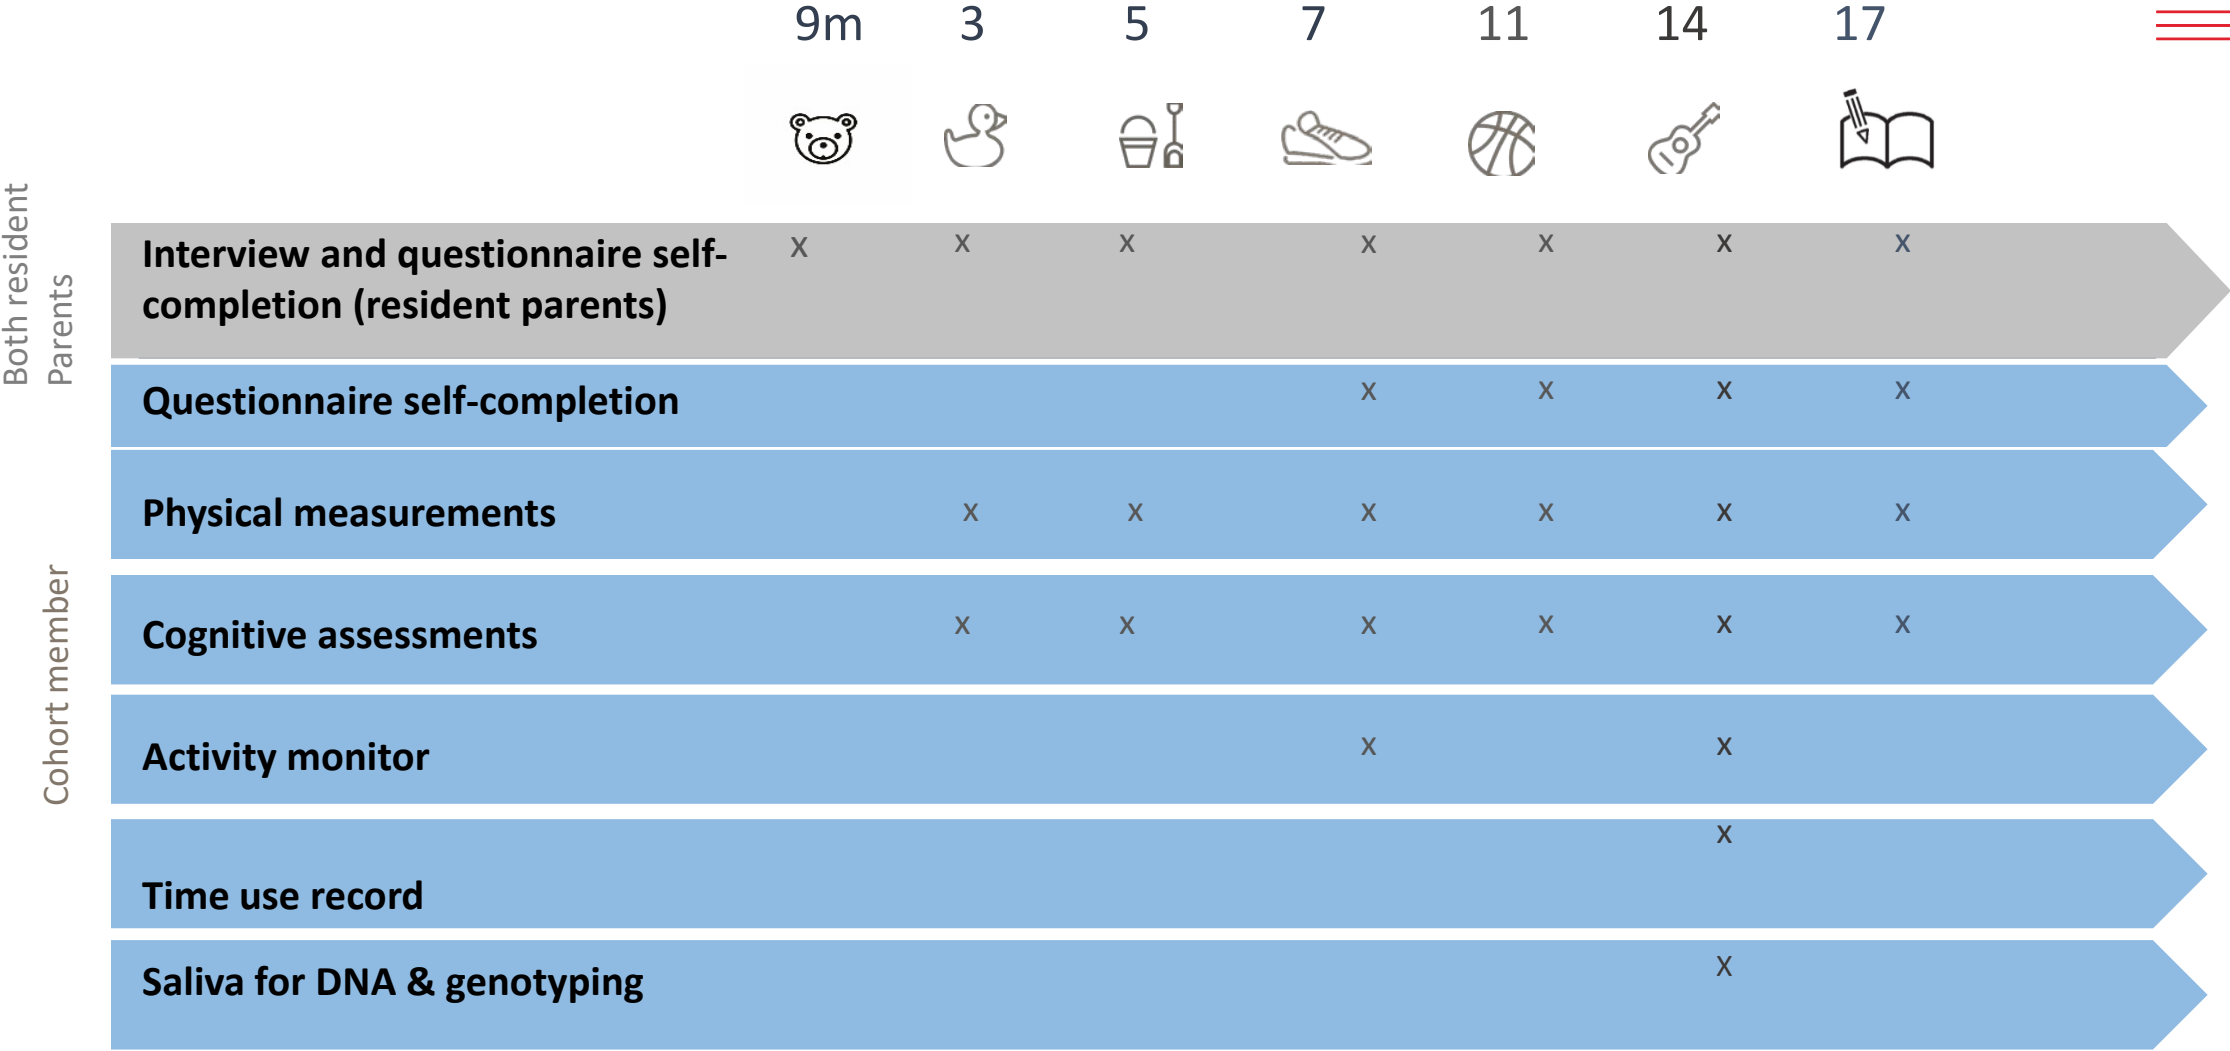 9m 3 5 7 11 14 17
Both resident
Parents
Interview and questionnaire self-
completion (resident parents)
x x x x x x x
Questionnaire self-completion
x x x x
Physical measurements
x x x x x x
Cohort member
Cognitive assessments
x x x x x x
Activity monitor
x x
Time use record
x
Saliva for DNA & genotyping
x